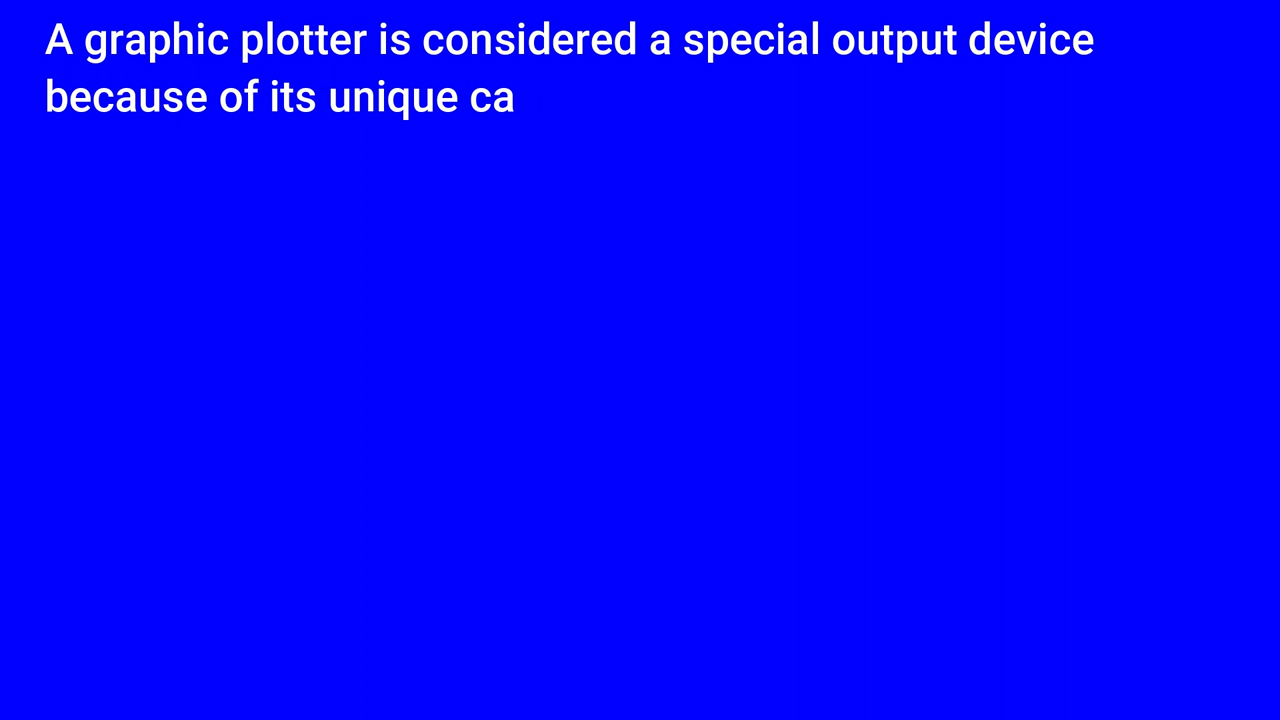 A graphic plotter is considered a special output device
because of its unique ca